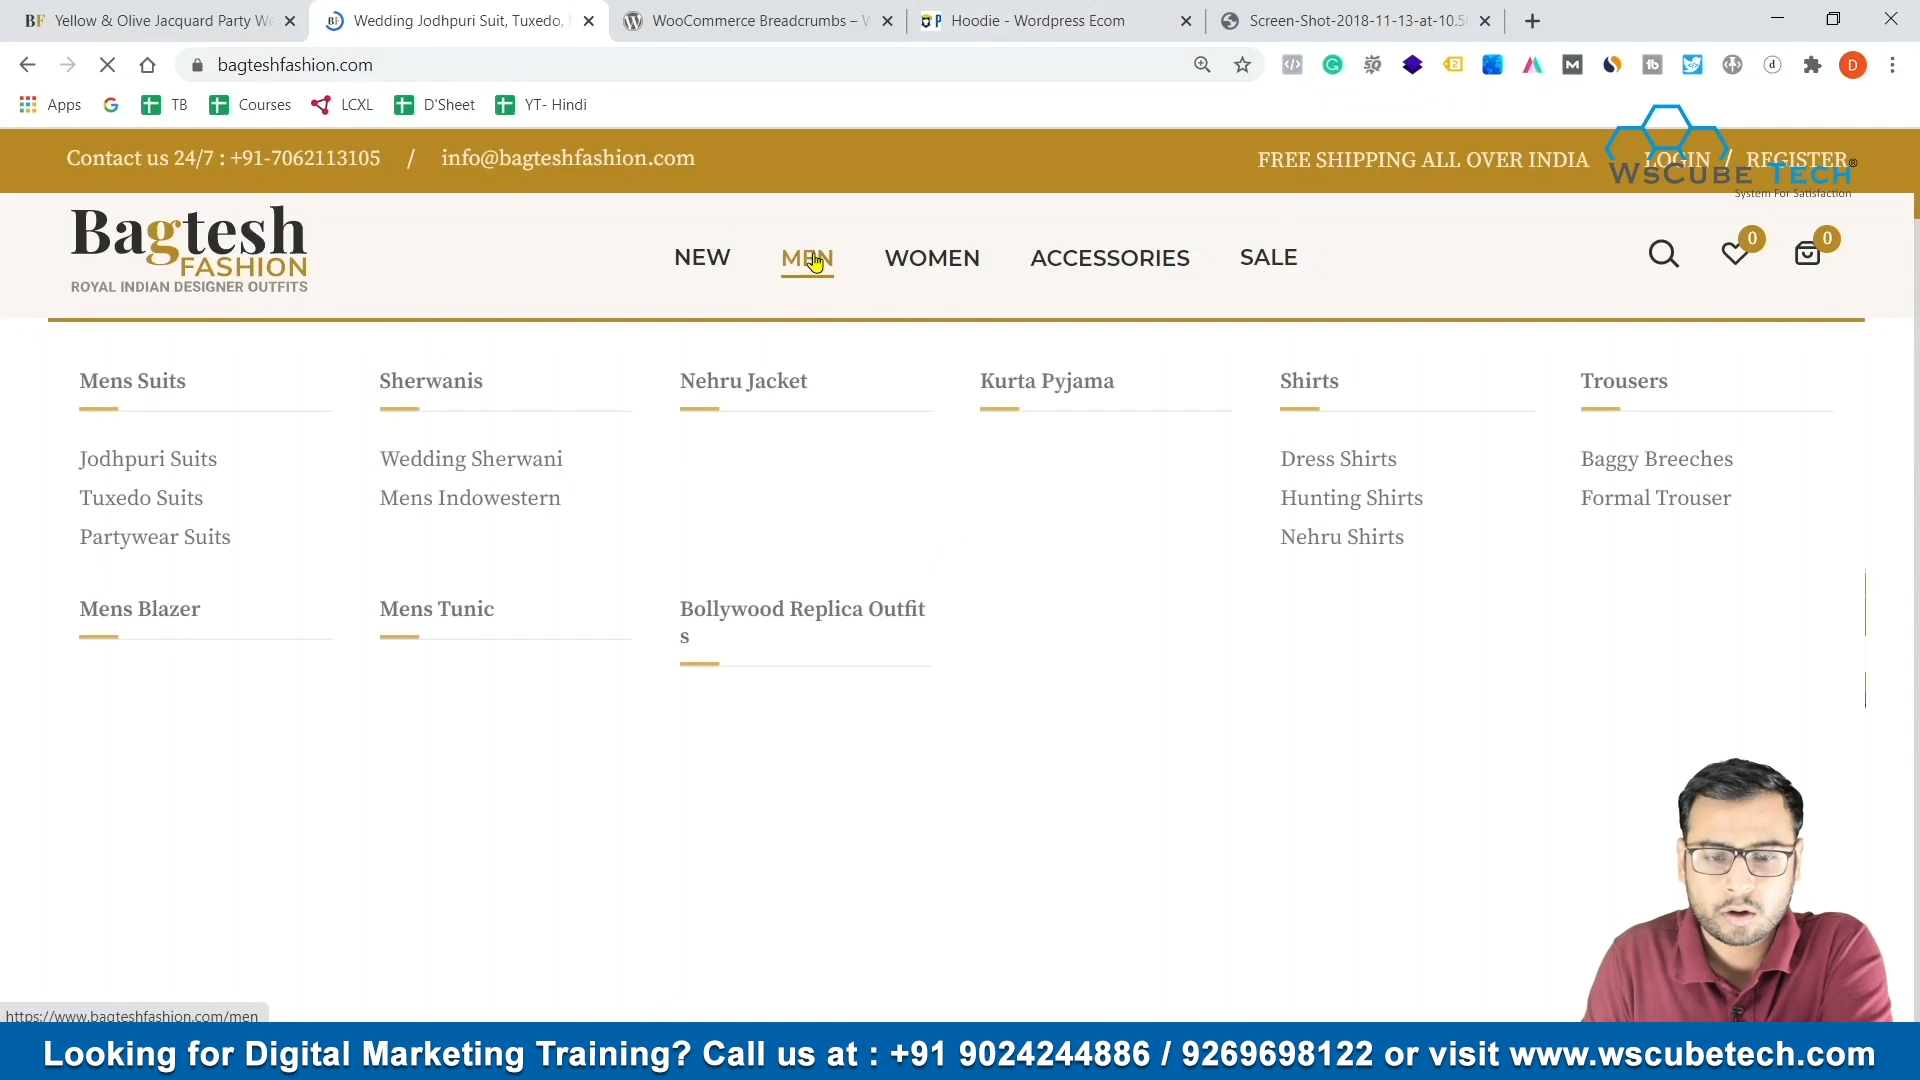 Yellow & Olive Jacquard Party We
Wedding Jodhpuri Suit, Tuxedo,
WooCommerce Breadcrumbs – W
Hoodie - Wordpress Ecom
Screen-Shot-2018-11-13-at-10.5
bagteshfashion.com
D
Apps
TB
Courses
LCXL
D'Sheet
YT- Hindi
Contact us 24/7 : +91-7062113105 / info@bagteshfashion.com
FREE SHIPPING ALL OVER INDIA
LOGIN / REGISTER
WsCube Tech®
System For Satisfaction
Bagtesh
FASHION
ROYAL INDIAN DESIGNER OUTFITS
NEW
MEN
WOMEN
ACCESSORIES
SALE
0
0
Mens Suits
Sherwanis
Nehru Jacket
Kurta Pyjama
Shirts
Trousers
Jodhpuri Suits
Wedding Sherwani
Dress Shirts
Baggy Breeches
Tuxedo Suits
Mens Indowestern
Hunting Shirts
Formal Trouser
Partywear Suits
Nehru Shirts
Mens Blazer
Mens Tunic
Bollywood Replica Outfit
s
https://www.bagteshfashion.com/men
Looking for Digital Marketing Training? Call us at : +91 9024244886 / 9269698122 or visit www.wscubetech.com